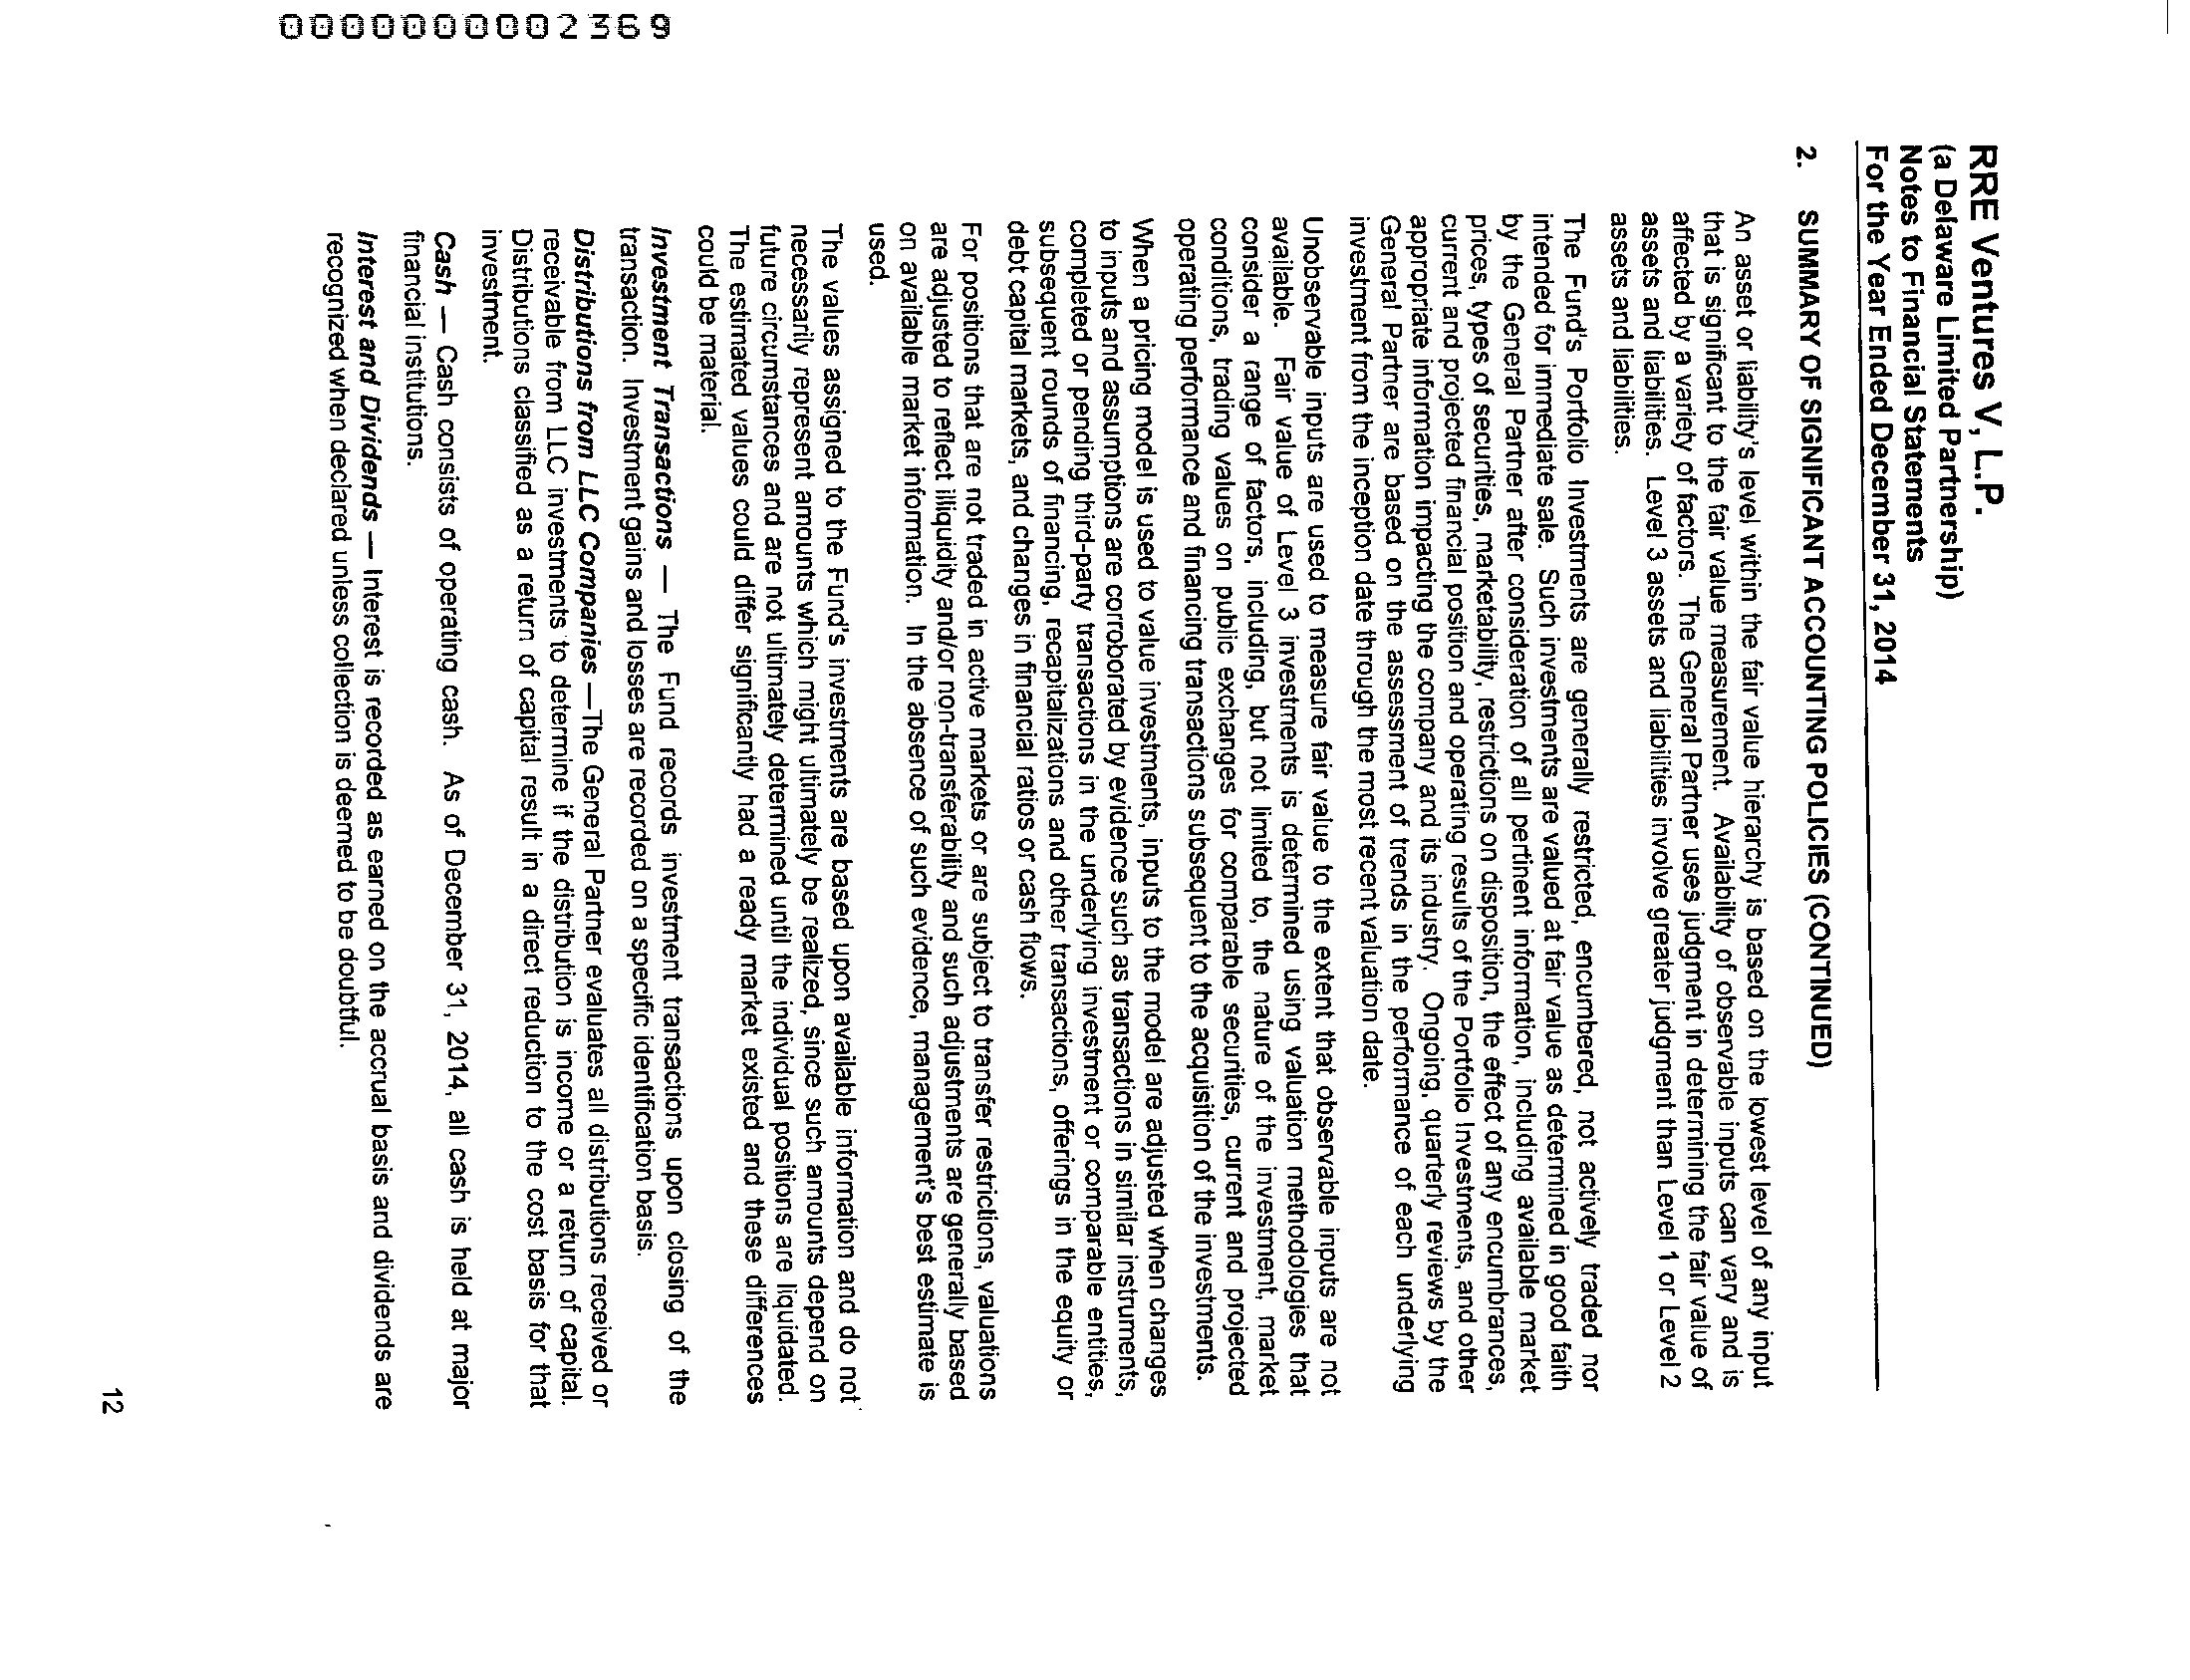 0000000002369
RRE Ventures V, L.P.
(a Delaware Limited Partnership)
Notes to Financial Statements
For the Year Ended December 31, 2014
2. SUMMARY OF SIGNIFICANT ACCOUNTING POLICIES (CONTINUED)
An asset or liability's level within the fair value hierarchy is based on the lowest level of any input
that is significant to the fair value measurement. Availability of observable inputs can vary and is
affected by a variety of factors. The General Partner uses judgment in determining the fair value of
assets and liabilities. Level 3 assets and liabilities involve greater judgment than Level 1 or Level 2
assets and liabilities.
The Fund's Portfolio Investments are generally restricted, encumbered, not actively traded nor
intended for immediate sale. Such investments are valued at fair value as determined in good faith
by the General Partner after consideration of all pertinent information, including available market
prices, types of securities, marketability, restrictions on disposition, the effect of any encumbrances,
current and projected financial position and operating results of the Portfolio Investments, and other
appropriate information impacting the company and its industry. Ongoing, quarterly reviews by the
General Partner are based on the assessment of trends in the performance of each underlying
investment from the inception date through the most recent valuation date.
Unobservable inputs are used to measure fair value to the extent that observable inputs are not
available. Fair value of Level 3 investments is determined using valuation methodologies that
consider a range of factors, including, but not limited to, the nature of the investment, market
conditions, trading values on public exchanges for comparable securities, current and projected
operating performance and financing transactions subsequent to the acquisition of the investments.
When a pricing model is used to value investments, inputs to the model are adjusted when changes
to inputs and assumptions are corroborated by evidence such as transactions in similar instruments,
completed or pending third-party transactions in the underlying investment or comparable entities,
subsequent rounds of financing, recapitalizations and other transactions, offerings in the equity or
debt capital markets, and changes in financial ratios or cash flows.
For positions that are not traded in active markets or are subject to transfer restrictions, valuations
are adjusted to reflect illiquidity and/or non-transferability and such adjustments are generally based
on available market information. In the absence of such evidence, management's best estimate is
used.
The values assigned to the Fund's investments are based upon available information and do not
necessarily represent amounts which might ultimately be realized, since such amounts depend on
future circumstances and are not ultimately determined until the individual positions are liquidated.
The estimated values could differ significantly had a ready market existed and these differences
could be material.
Investment Transactions — The Fund records investment transactions upon closing of the
transaction. Investment gains and losses are recorded on a specific identification basis.
Distributions from LLC Companies —The General Partner evaluates all distributions received or
receivable from LLC investments to determine if the distribution is income or a return of capital.
Distributions classified as a return of capital result in a direct reduction to the cost basis for that
investment.
Cash — Cash consists of operating cash. As of December 31, 2014, all cash is held at major
financial institutions.
Interest and Dividends — Interest is recorded as earned on the accrual basis and dividends are
recognized when declared unless collection is deemed to be doubtful.
12